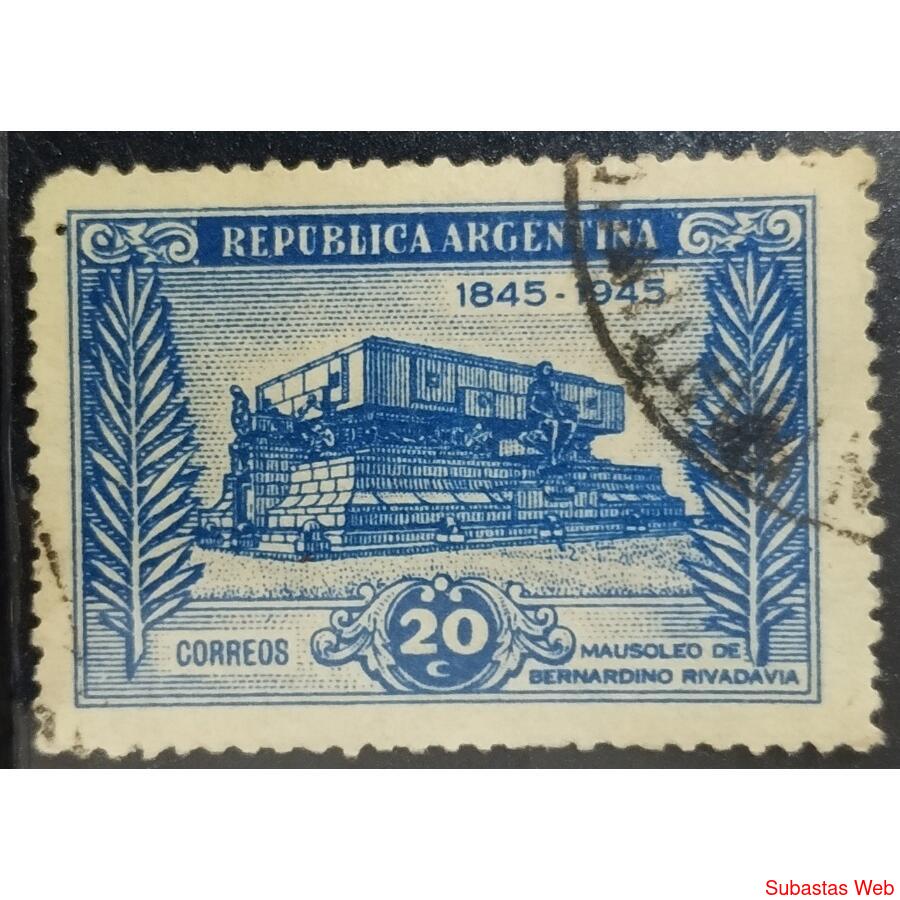 REPUBLICA ARGENTINA
1845 - 1945
CORREOS
20
C
MAUSOLEO DE
BERNARDINO RIVADAVIA
Subastas Web